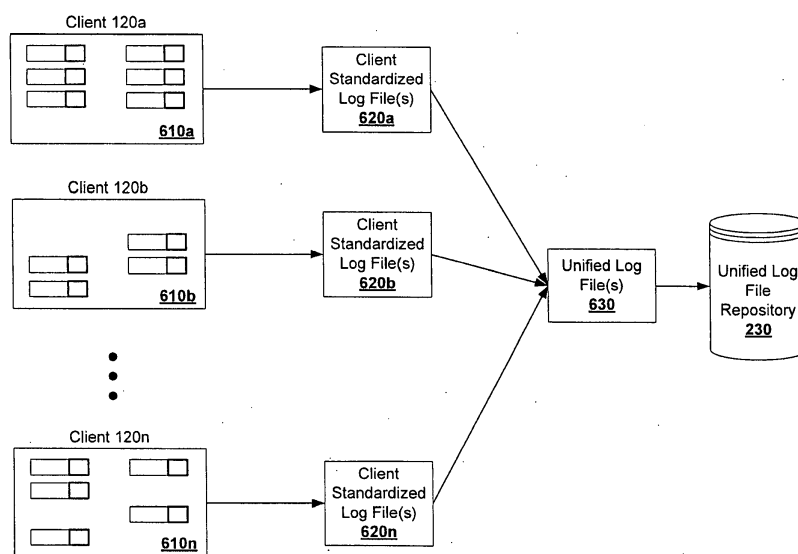 Client 120a
610a
Client
Standardized
Log File(s)
620a
Client 120b
610b
Client
Standardized
Log File(s)
620b
Unified Log
File(s)
630
Unified Log
File
Repository
230
Client 120n
610n
Client
Standardized
Log File(s)
620n